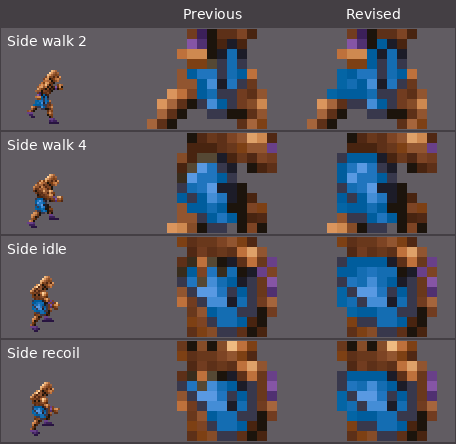 Previous
Revised
Side walk 2
Side walk 4
Side idle
Side recoil